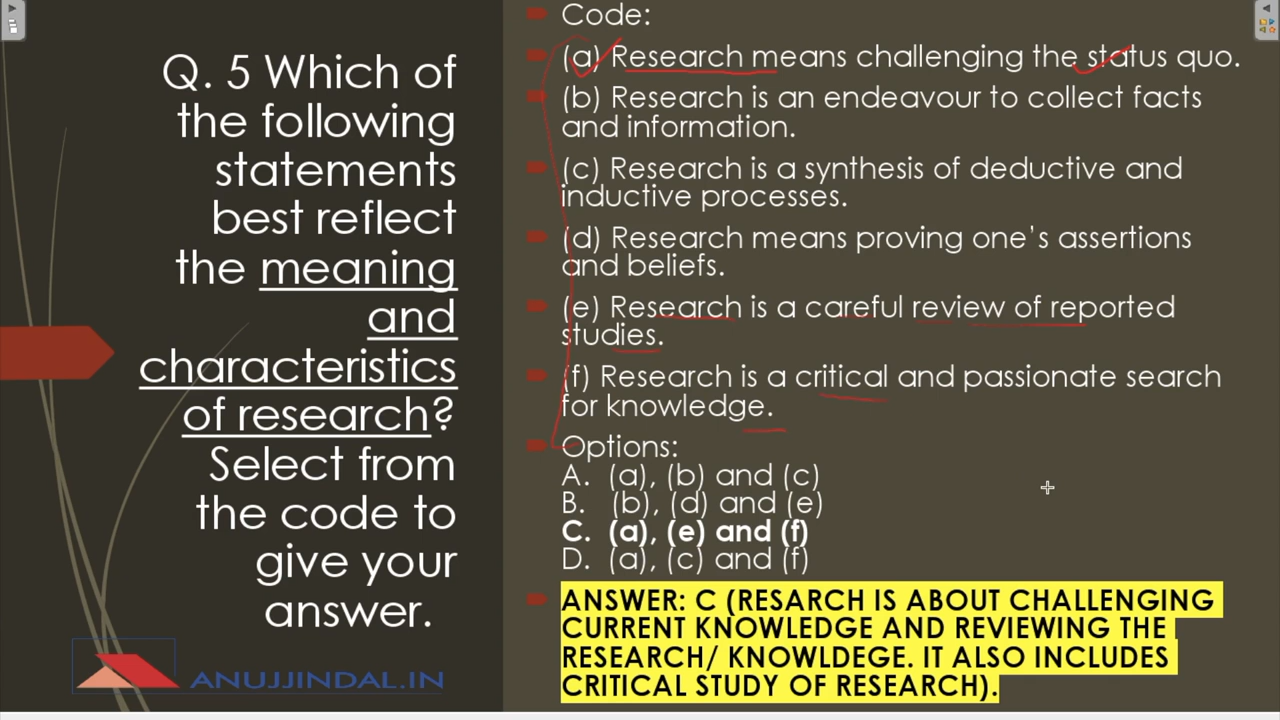 Q. 5 Which of
the following
statements
best reflect
the meaning
and
characteristics
of research?
Select from
the code to
give your
answer.
ANUJJINDAL.IN
Code:
(a) Research means challenging the status quo.
(b) Research is an endeavour to collect facts
and information.
(c) Research is a synthesis of deductive and
inductive processes.
(d) Research means proving one's assertions
and beliefs.
(e) Research is a careful review of reported
studies.
(f) Research is a critical and passionate search
for knowledge.
Options:
A. (a), (b) and (c)
B. (b), (d) and (e)
C. (a), (e) and (f)
D. (a), (c) and (f)
ANSWER: C (RESARCH IS ABOUT CHALLENGING
CURRENT KNOWLEDGE AND REVIEWING THE
RESEARCH/ KNOWLDEGE. IT ALSO INCLUDES
CRITICAL STUDY OF RESEARCH).